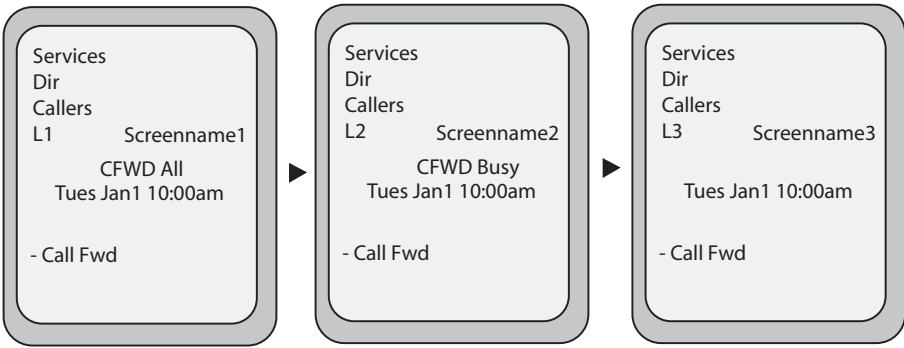 Services
Dir
Callers
L1 Screenname1
CFWD All
Tues Jan1 10:00am
- Call Fwd
Services
Dir
Callers
L2 Screenname2
CFWD Busy
Tues Jan1 10:00am
- Call Fwd
Services
Dir
Callers
L3 Screenname3
Tues Jan1 10:00am
- Call Fwd